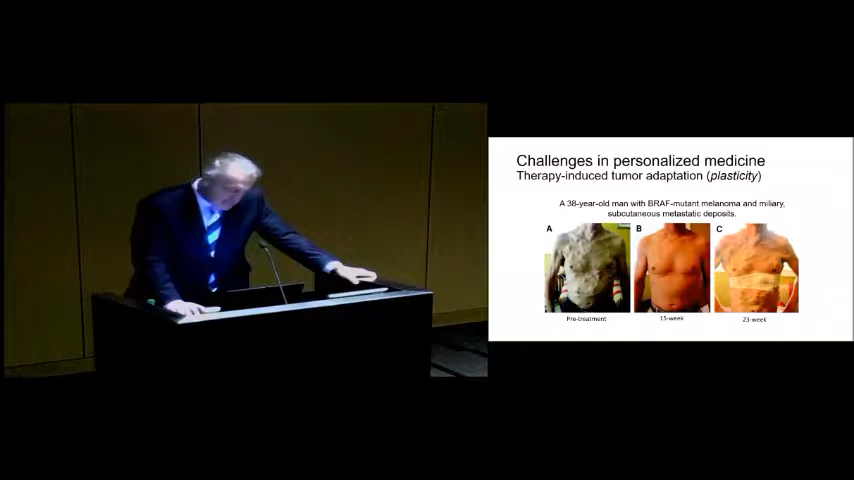 Challenges in personalized medicine
Therapy-induced tumor adaptation (plasticity)
A 38-year-old man with BRAF-mutant melanoma and miliary,
subcutaneous metastatic deposits.
A B C
Pre-treatment 15-week 23-week